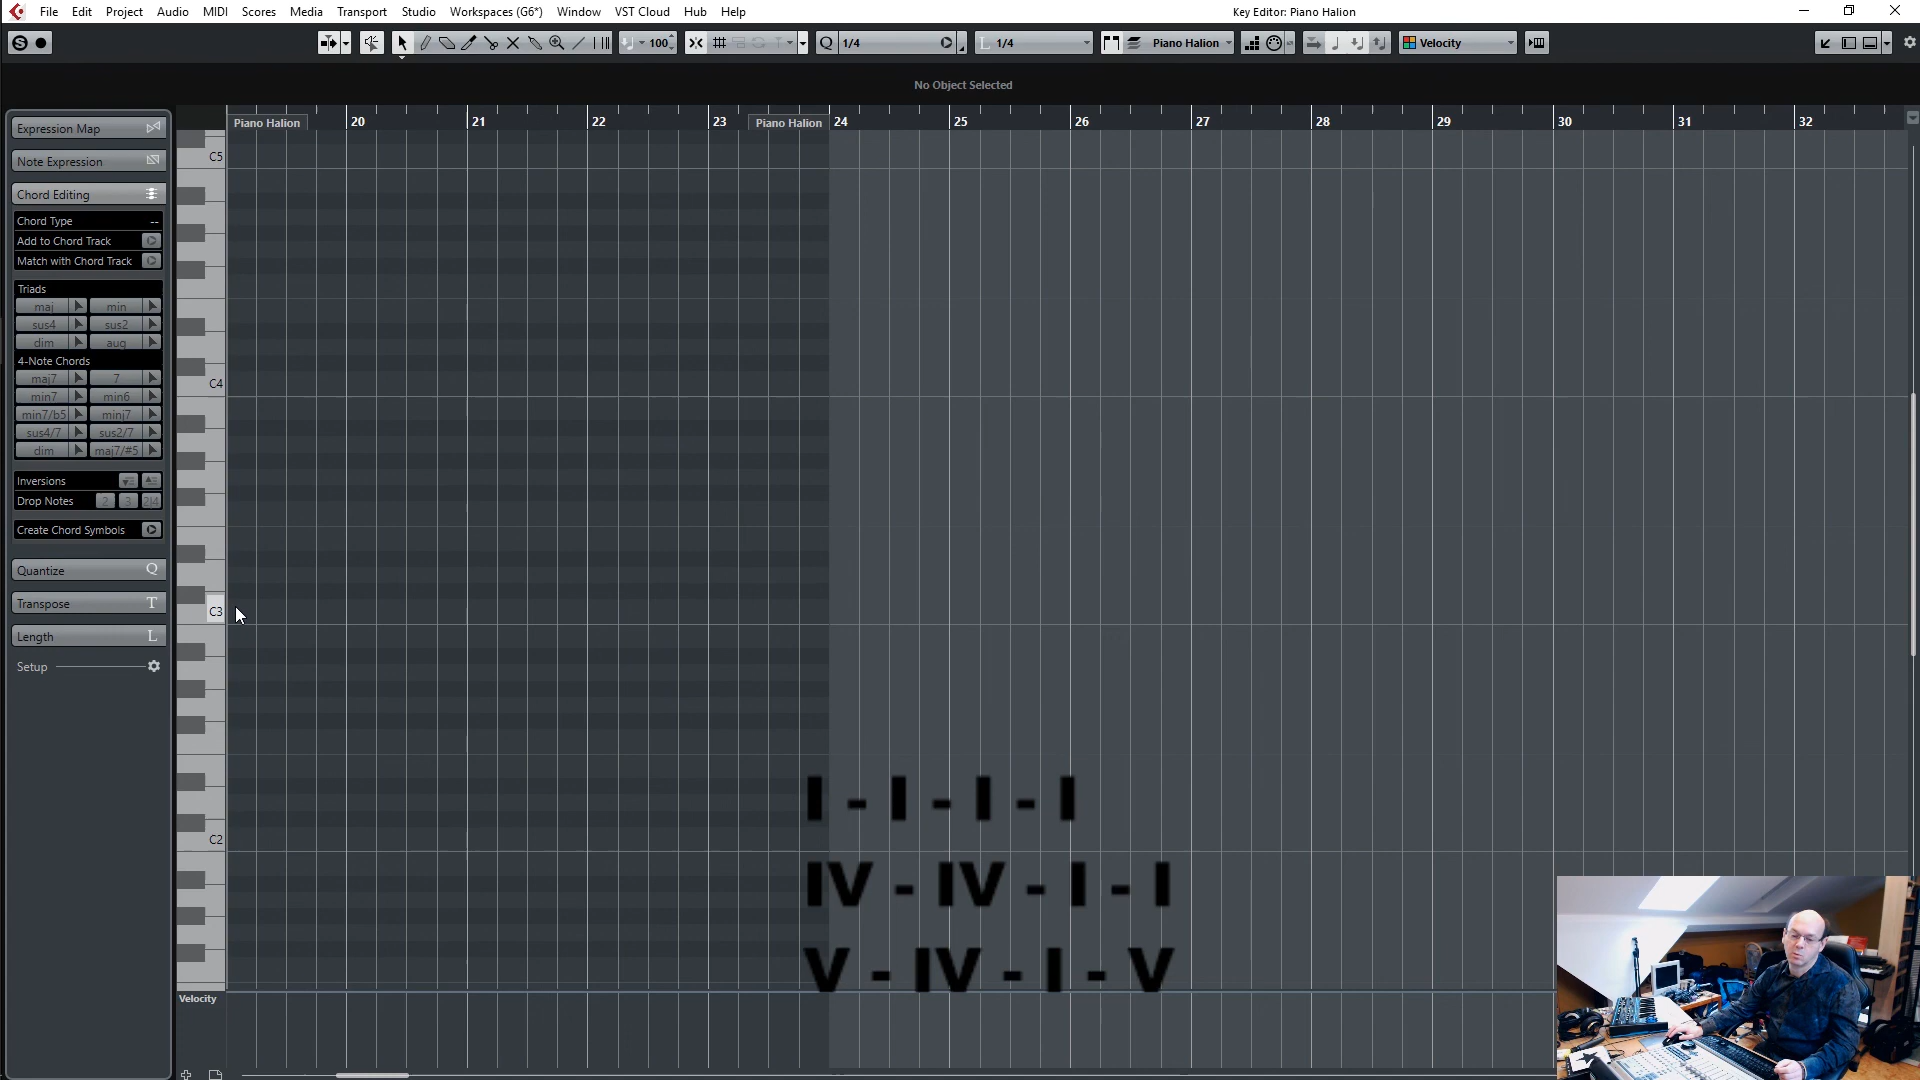 File Edit Project Audio MIDI Scores Media Transport Studio Workspaces (G6*) Window VST Cloud Hub Help Key Editor: Piano Halion
100 Q 1/4 L 1/4 Piano Halion Velocity
No Object Selected
Piano Halion 20 21 22 23 Piano Halion 24 25 26 27 28 29 30 31 32
Expression Map
Note Expression
Chord Editing
Chord Type --
Add to Chord Track
Match with Chord Track
Triads
maj min
sus4 sus2
dim aug
4-Note Chords
maj7 7
min7 min6
min7/b5 minj7
sus4/7 sus2/7
dim maj7/#5
Inversions
Drop Notes 2 3 2|4
Create Chord Symbols
Quantize Q
Transpose T
Length L
Setup
C5
C4
C3
C2
I - I - I - I
IV - IV - I - I
V - IV - I - V
Velocity